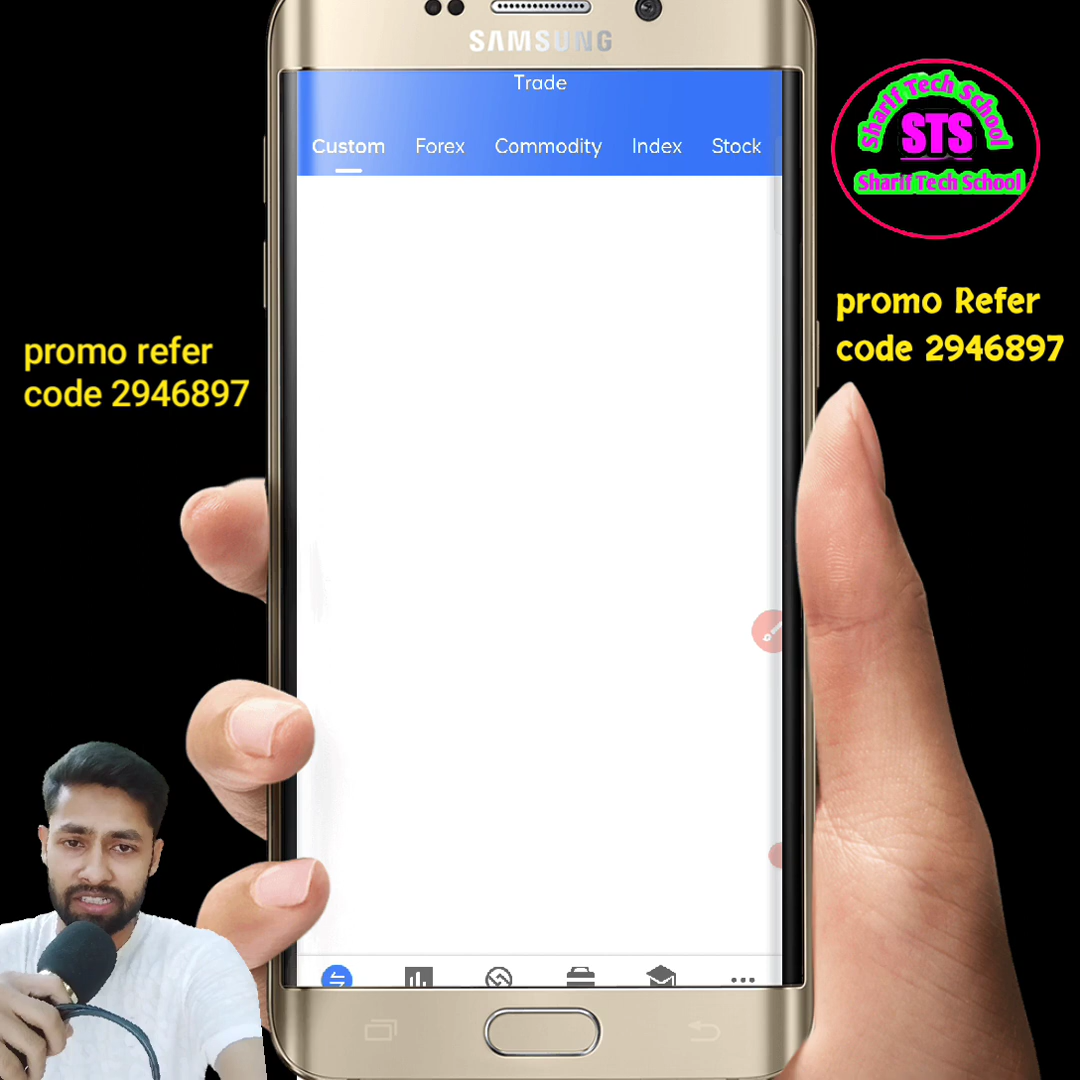 SAMSUNG
Trade
Custom Forex Commodity Index Stock
Sharif Tech School
STS
Sharif Tech School
promo Refer
code 2946897
promo refer
code 2946897